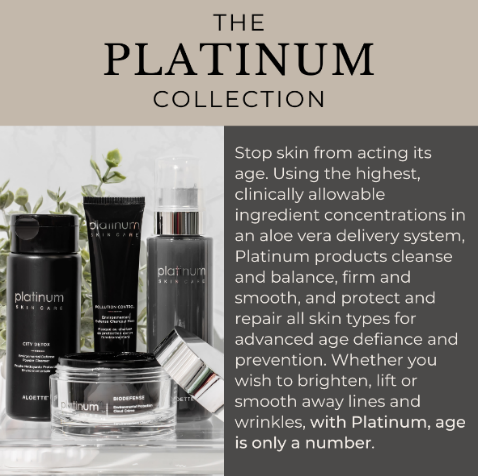 THE
PLATINUM
COLLECTION
Stop skin from acting its
age. Using the highest,
clinically allowable
ingredient concentrations in
an aloe vera delivery system,
Platinum products cleanse
and balance, firm and
smooth, and protect and
repair all skin types for
advanced age defiance and
prevention. Whether you
wish to brighten, lift or
smooth away lines and
wrinkles, with Platinum, age
is only a number.
platinum
SKIN CARE
CITY DETOX
ALOETTE
platinum
SKIN CARE
POLLUTION CONTROL
platinum
SKIN CARE
platinum
BIODEFENSE